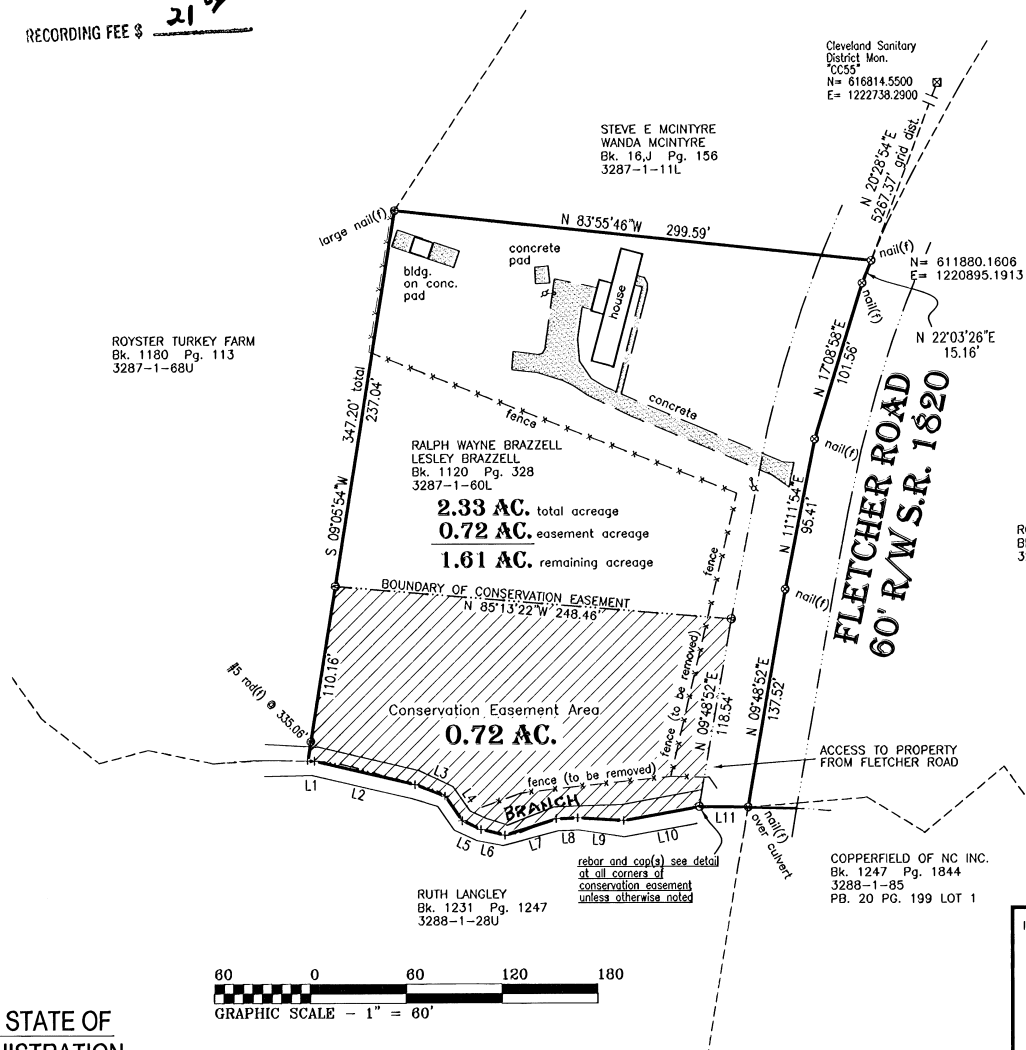 RECORDING FEE $ 21
Cleveland Sanitary
District Mon.
"CC55"
N= 616814.5500
E= 1222738.2900
STEVE E MCINTYRE
WANDA MCINTYRE
Bk. 16,J Pg. 156
3287-1-11L
N 20°28'54"E
5267.37' grid dist.
large nail(f)
N 83°55'46"W 299.59'
nail(f)
N= 611880.1606
E= 1220895.1913
nail(f)
N 22°03'26"E
15.16'
bldg.
on conc.
pad
concrete
pad
house
ROYSTER TURKEY FARM
Bk. 1180 Pg. 113
3287-1-68U
N 17°08'58"E
101.56'
347.20' total
237.04'
S 09°05'54"W
fence
concrete
nail(f)
RALPH WAYNE BRAZZELL
LESLEY BRAZZELL
Bk. 1120 Pg. 328
3287-1-60L
2.33 AC. total acreage
0.72 AC. easement acreage
1.61 AC. remaining acreage
N 11°11'54"E
95.41'
FLETCHER ROAD
60' R/W S.R. 1820
fence
nail(f)
BOUNDARY OF CONSERVATION EASEMENT
N 85°13'22"W 248.46'
110.16'
#5 rod(f) @ 335.06'
Conservation Easement Area
0.72 AC.
fence (to be removed)
N 09°48'52"E
118.54'
N 09°48'52"E
137.52'
ACCESS TO PROPERTY
FROM FLETCHER ROAD
fence (to be removed)
BRANCH
L1
L2
L3
L4
L5
L6
L7
L8
L9
L10
L11
nail(f)
over culvert
rebar and cap(s) see detail
at all corners of
conservation easement
unless otherwise noted
COPPERFIELD OF NC INC.
Bk. 1247 Pg. 1844
3288-1-85
PB. 20 PG. 199 LOT 1
RUTH LANGLEY
Bk. 1231 Pg. 1247
3288-1-28U
60 0 60 120 180
GRAPHIC SCALE - 1" = 60'
STATE OF